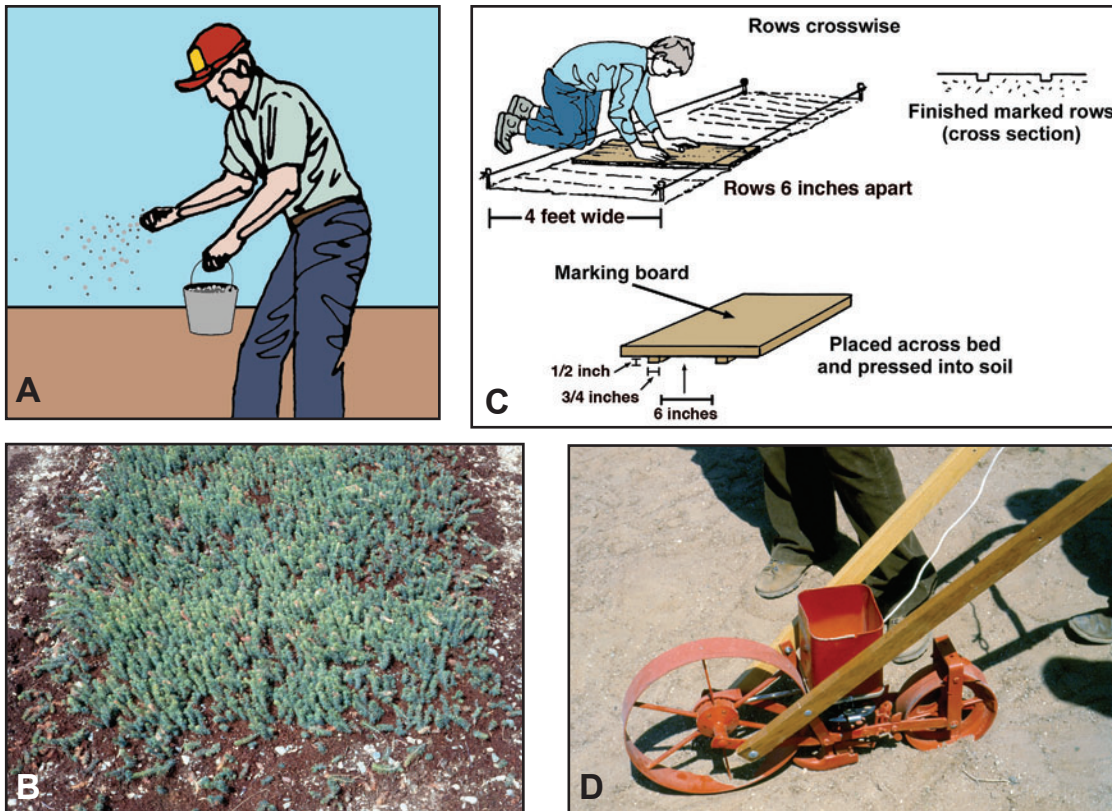 A
Rows crosswise
Finished marked rows
(cross section)
Rows 6 inches apart
4 feet wide
Marking board
Placed across bed
and pressed into soil
1/2 inch
3/4 inches
6 inches
C
B
D